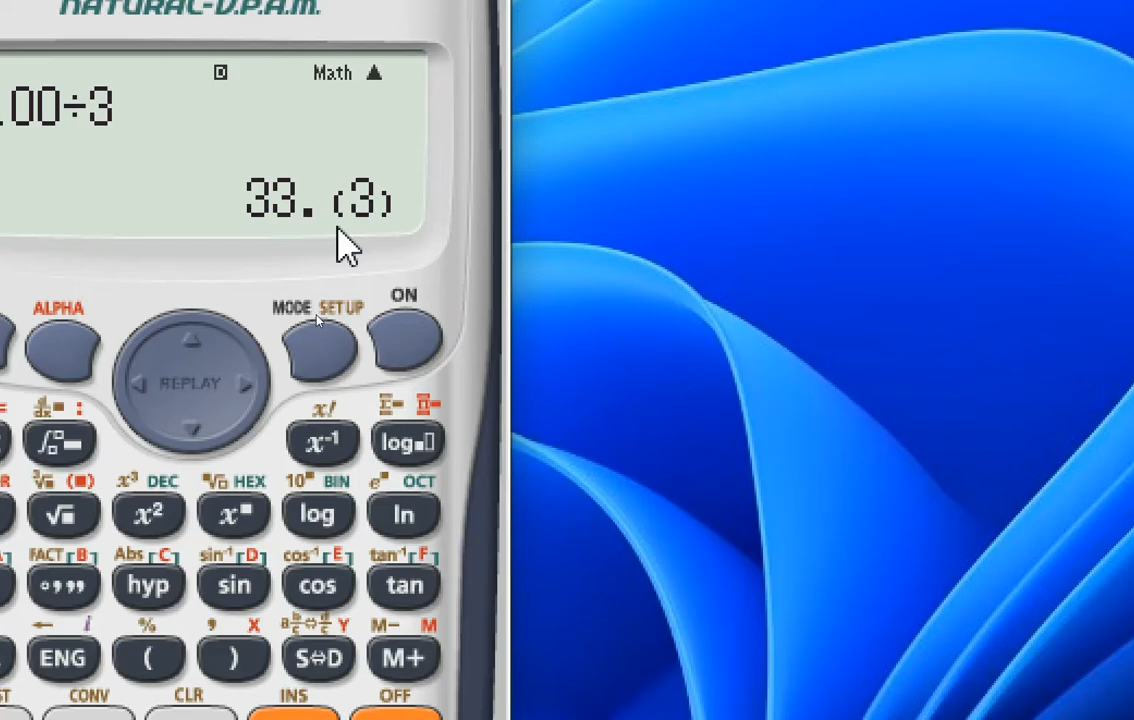 NATURAL-V.P.A.M.
D Math ▲
.00÷3
33.(3)
ALPHA MODE SETUP ON
REPLAY
x! Σ- Π-
x⁻¹ log
³√ (■) x³ DEC √ HEX 10■ BIN e■ OCT
√■ x² x■ log ln
FACT B Abs C sin⁻¹ D cos⁻¹ E tan⁻¹ F
hyp sin cos tan
← i % , X Y M− M
ENG ( ) S⇔D M+
CONV CLR INS OFF